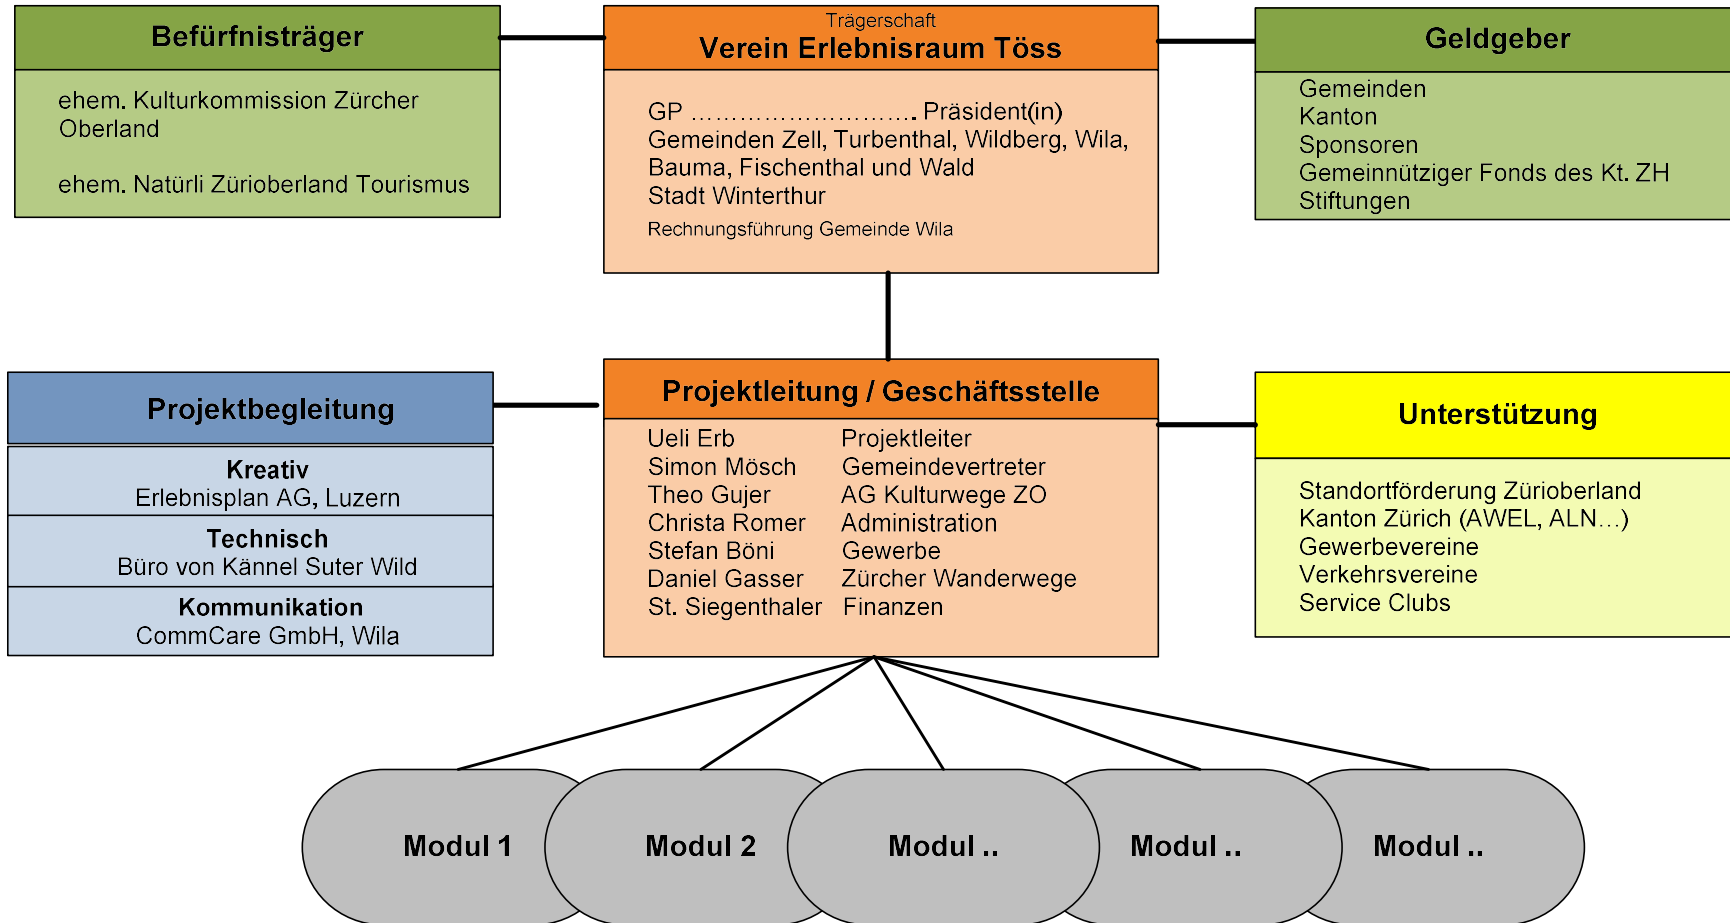 Befürfnisträger
ehem. Kulturkommission Zürcher
Oberland
ehem. Natürli Zürioberland Tourismus
Trägerschaft
Verein Erlebnisraum Töss
GP ............................. Präsident(in)
Gemeinden Zell, Turbenthal, Wildberg, Wila,
Bauma, Fischenthal und Wald
Stadt Winterthur
Rechnungsführung Gemeinde Wila
Geldgeber
Gemeinden
Kanton
Sponsoren
Gemeinnütziger Fonds des Kt. ZH
Stiftungen
Projektbegleitung
Kreativ
Erlebnisplan AG, Luzern
Technisch
Büro von Kännel Suter Wild
Kommunikation
CommCare GmbH, Wila
Projektleitung / Geschäftsstelle
Ueli Erb Projektleiter
Simon Mösch Gemeindevertreter
Theo Gujer AG Kulturwege ZO
Christa Romer Administration
Stefan Böni Gewerbe
Daniel Gasser Zürcher Wanderwege
St. Siegenthaler Finanzen
Unterstützung
Standortförderung Zürioberland
Kanton Zürich (AWEL, ALN...)
Gewerbevereine
Verkehrsvereine
Service Clubs
Modul 1
Modul 2
Modul ..
Modul ..
Modul ..